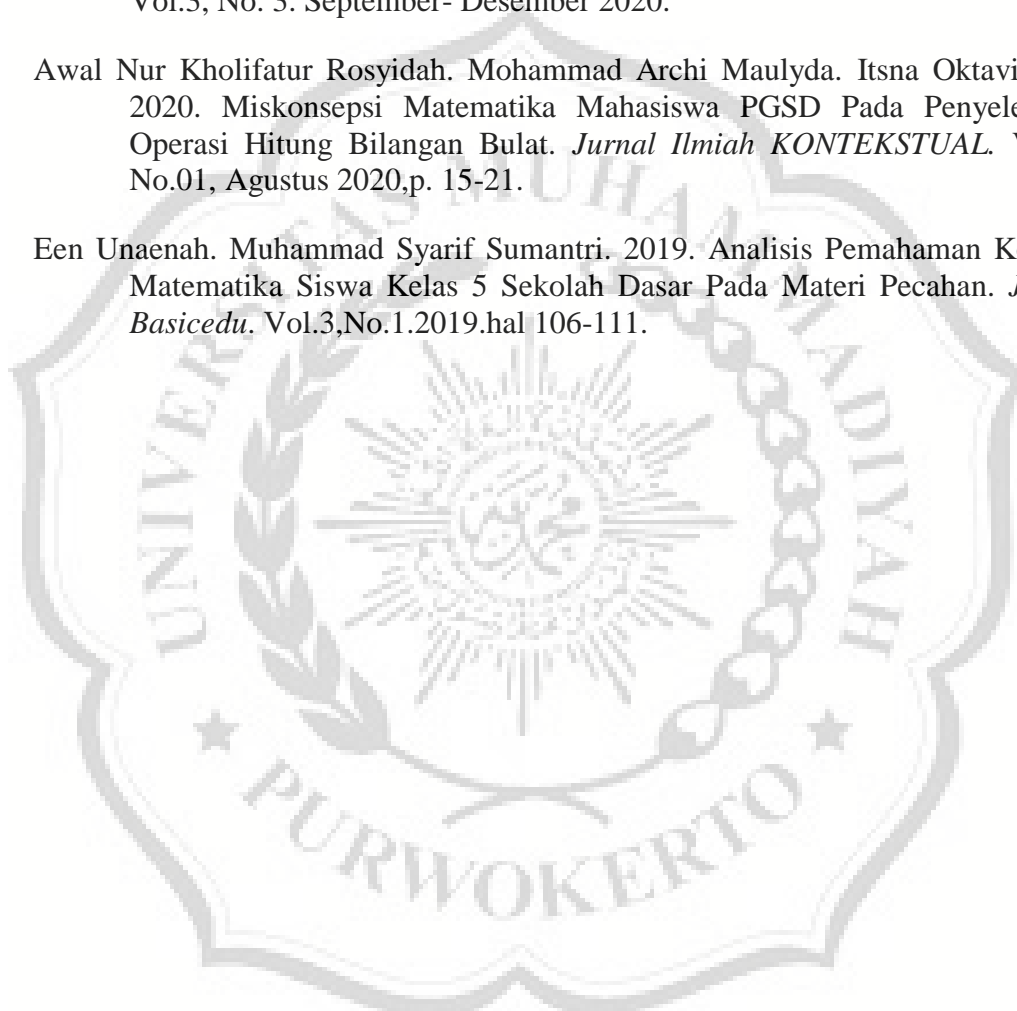 Vol.3, No. 3. September- Desember 2020.
Awal Nur Kholifatur Rosyidah. Mohammad Archi Maulyda. Itsna Oktavi
2020. Miskonsepsi Matematika Mahasiswa PGSD Pada Penyele
Operasi Hitung Bilangan Bulat. Jurnal Ilmiah KONTEKSTUAL.
No.01, Agustus 2020,p. 15-21.
Een Unaenah. Muhammad Syarif Sumantri. 2019. Analisis Pemahaman K
Matematika Siswa Kelas 5 Sekolah Dasar Pada Materi Pecahan.
Basicedu. Vol.3,No.1.2019.hal 106-111.
UNIVERSITAS MUHAMMADIYAH
PURWOKERTO